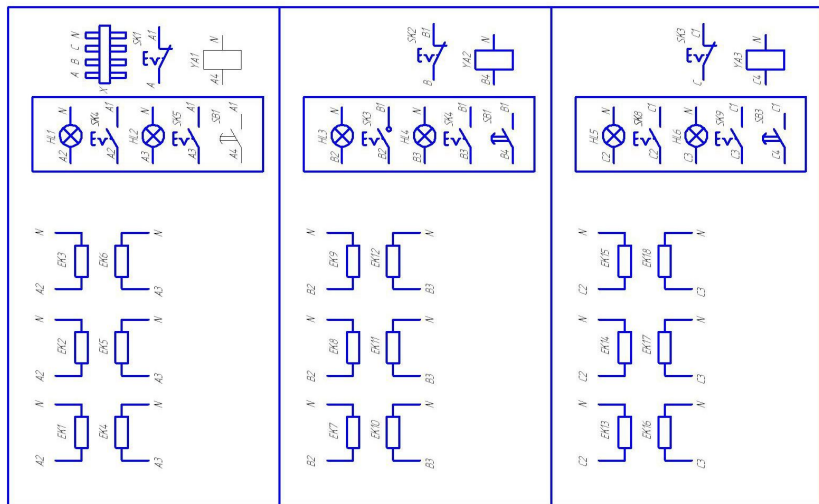 A B C N
X
SK1
A
A1
YA1
A4
N
HL1
A2
N
SK4
A2
A1
HL2
A3
N
SK5
A3
A1
SB1
A4
A1
EK3
A2
N
EK6
A3
N
EK2
A2
N
EK5
A3
N
EK1
A2
N
EK4
A3
N
SK2
B
B1
YA2
B4
N
HL3
B2
N
SK3
B2
B1
HL4
B3
N
SK4
B3
B1
SB1
B4
B1
EK9
B2
N
EK12
B3
N
EK8
B2
N
EK11
B3
N
EK7
B2
N
EK10
B3
N
SK3
C
C1
YA3
C4
N
HL5
C2
N
SK8
C2
C1
HL6
C3
N
SK9
C3
C1
SB3
C4
C1
EK15
C2
N
EK18
C3
N
EK14
C2
N
EK17
C3
N
EK13
C2
N
EK16
C3
N